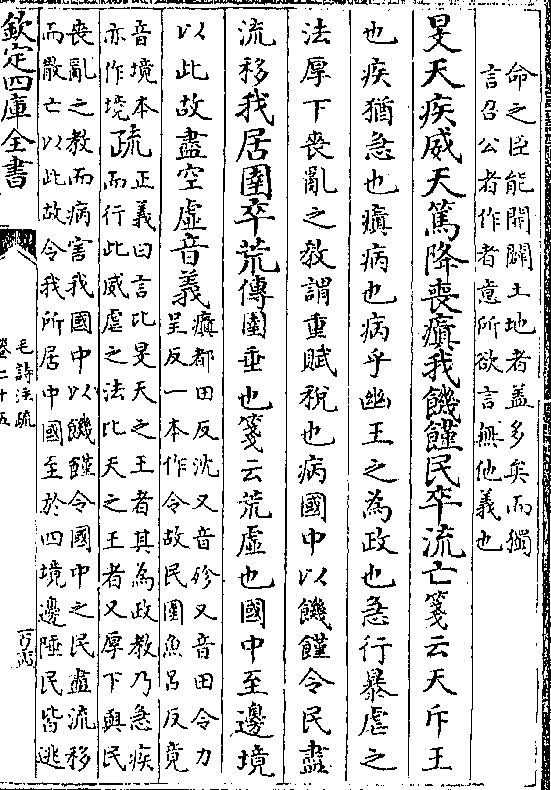 命之臣能開闢土地者蓋多矣而獨
言召公者作者意所欲言無他義也
旻天疾威天篤降喪瘨我饑饉民卒流亡箋云天斥王
也疾猶急也瘨病也病乎幽王之為政也急行暴虐之
法厚下喪亂之教謂重賦稅也病國中以饑饉令民盡
流移我居圉卒荒傳圉垂也箋云荒虛也國中至邊境
以此故盡空虛音義瘨都田反沈又音殄又音田令力
呈反一本作令故民圉魚呂反竟
音境本
亦作境疏正義曰言比旻天之王者其為政教乃急疾
而行此威虐之法比天之王者又厚下與民
喪亂之教而病害我國中以饑饉令國中之民盡流移
而散亡以此故令我所居中國至於四境邊陲民皆逃
欽定四庫全書
毛詩注疏
卷二十五